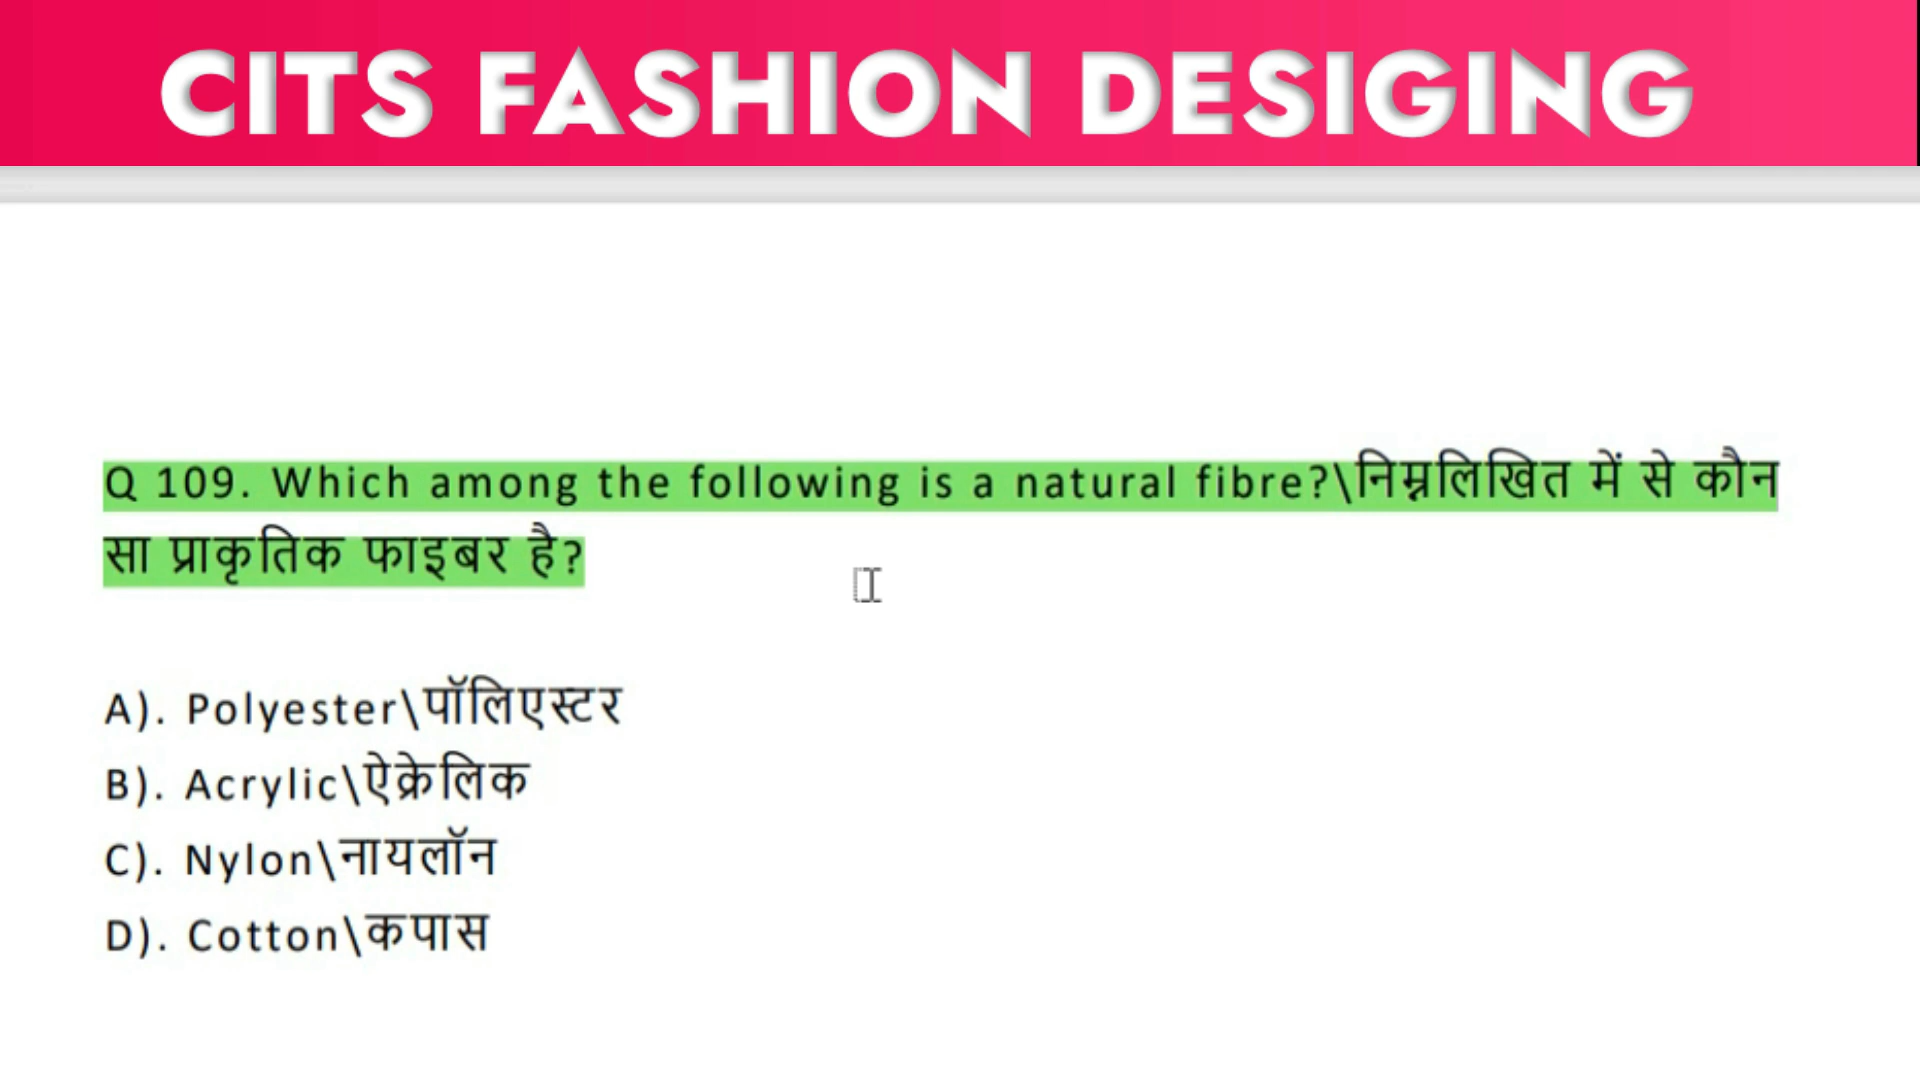 CITS FASHION DESIGING
Q 109. Which among the following is a natural fibre?\निम्नलिखित में से कौन
सा प्राकृतिक फाइबर है?
A). Polyester\पॉलिएस्टर
B). Acrylic\ऐक्रेलिक
C). Nylon\नायलॉन
D). Cotton\कपास